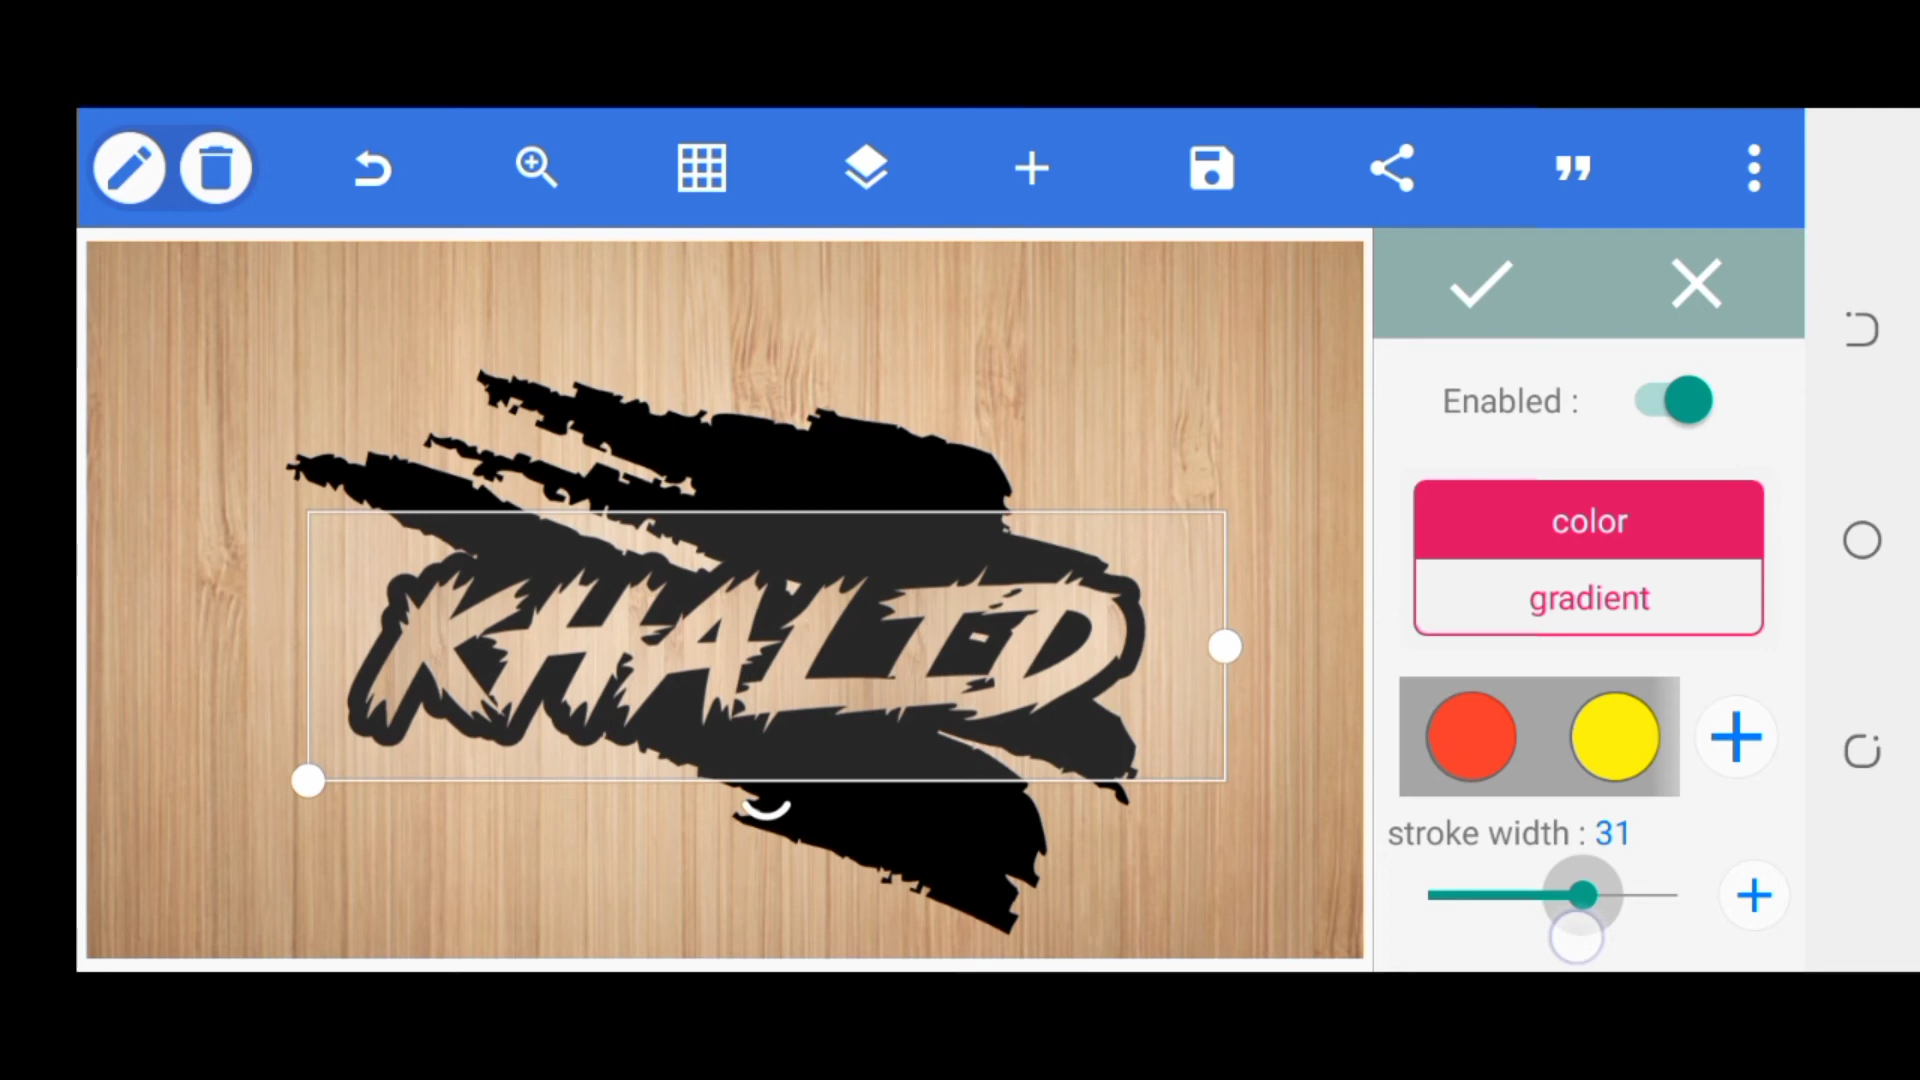 Enabled :
color
gradient
KHALID
stroke width : 31